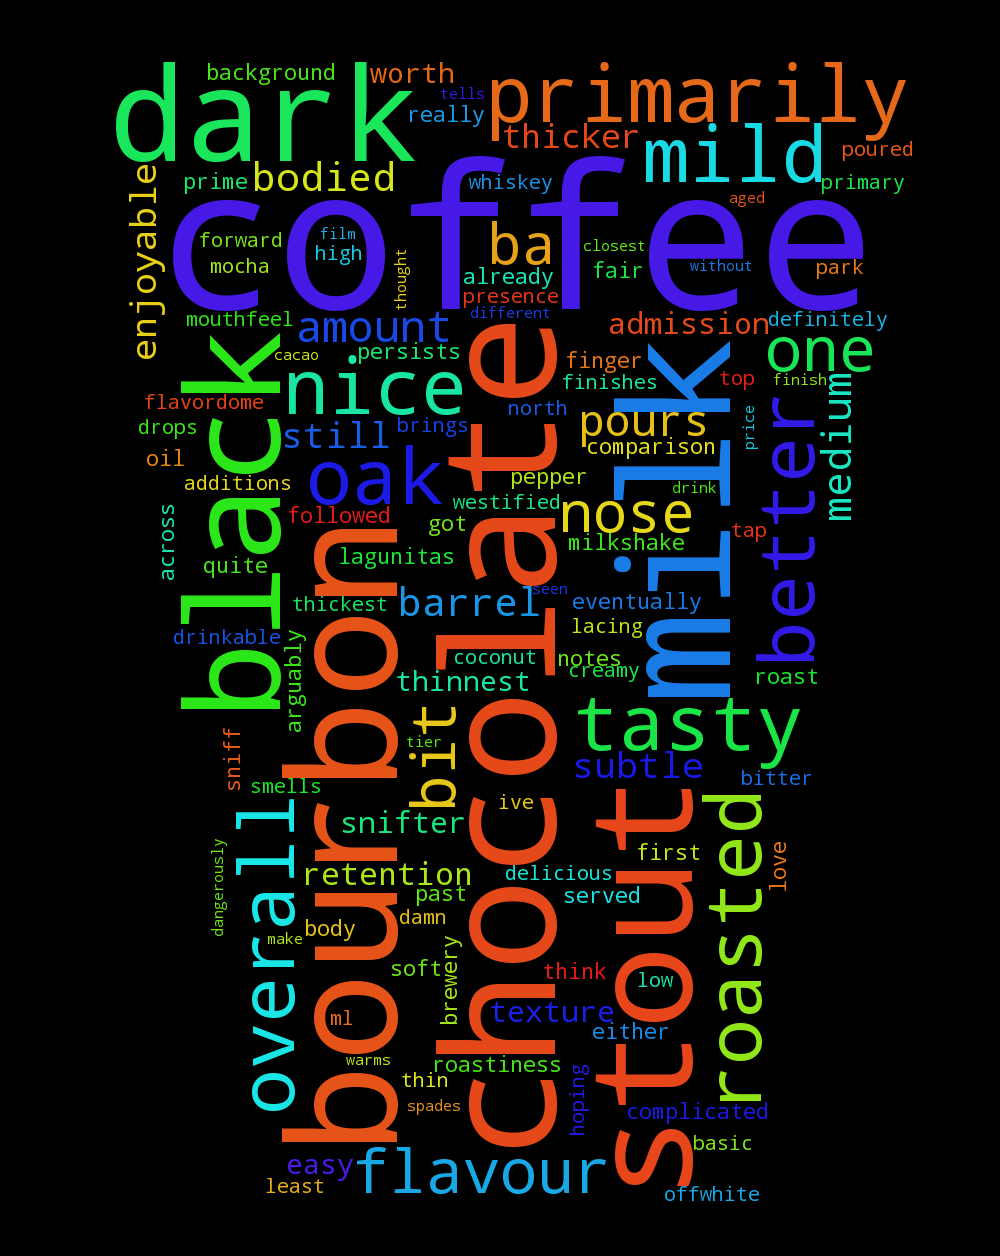 background
worth
dark
tells
primarily
really
thicker
mild
poured
prime
bodied
whiskey
primary
enjoyable
coffee
aged
forward
film
high
mocha
thought
ba
closest
fair
without
park
already
presence
different
mouthfeel
amount
admission
definitely
cacao
persists
one
finger
finishes
top
finish
nice
flavordome
drops
still
brings
north
pours
price
medium
comparison
oil
oak
additions
pepper
drink
westified
nose
better
followed
got
tap
across
quite
lagunitas
milkshake
black
milk
chocolate
bourbon
seen
thickest
barrel
eventually
lacing
drinkable
arguably
coconut
notes
creamy
roast
thinnest
bit
tasty
tier
sniff
smells
subtle
bitter
ive
snifter
stout
roasted
overall
first
love
retention
delicious
dangerously
past
served
make
body
damn
soft
brewery
think
low
ml
texture
either
warms
roastiness
thin
spades
hoping
complicated
basic
easy
flavour
least
offwhite